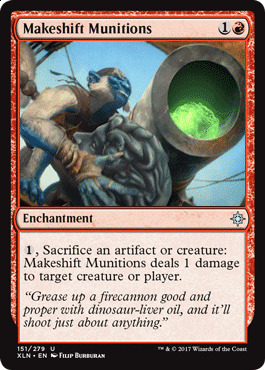 Makeshift Munitions 1
Enchantment
1, Sacrifice an artifact or creature:
Makeshift Munitions deals 1 damage
to target creature or player.
"Grease up a firecannon good and
proper with dinosaur-liver oil, and it'll
shoot just about anything."
151/279 U
XLN • EN FILIP BURBURAN
™ & © 2017 Wizards of the Coast